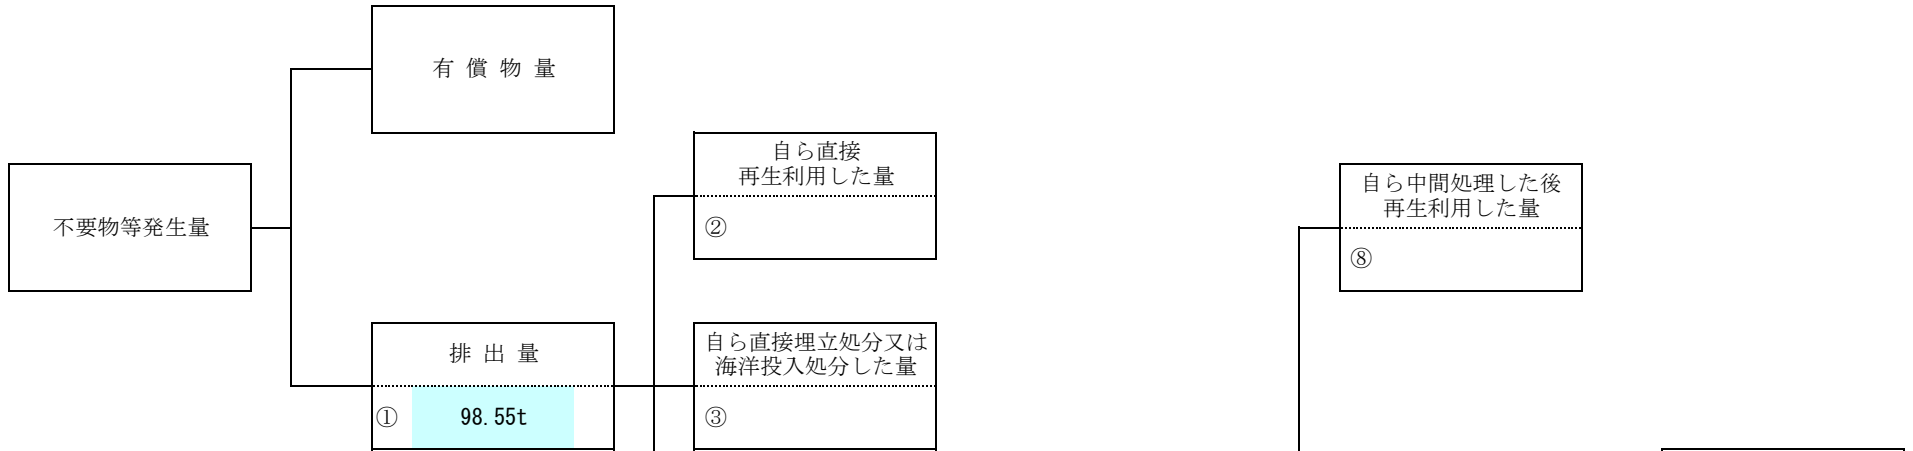 有 償 物 量
自ら直接
再生利用した量
②
不要物等発生量
自ら中間処理した後
再生利用した量
⑧
排 出 量
① 98.55t
自ら直接埋立処分又は
海洋投入処分した量
③